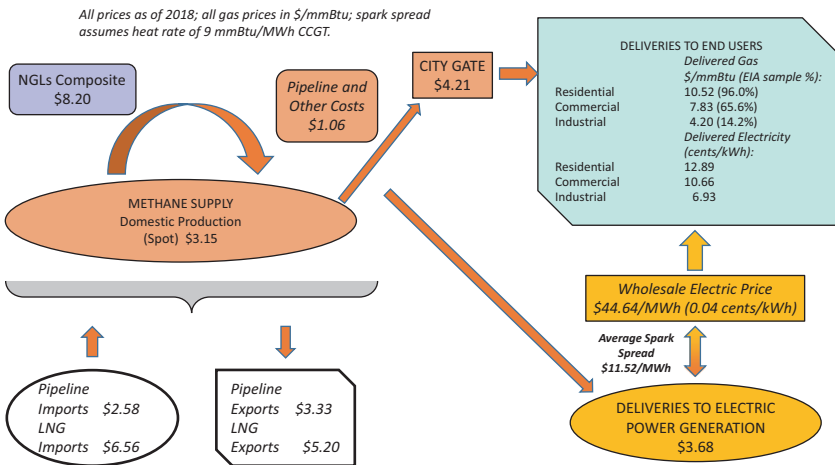 All prices as of 2018; all gas prices in $/mmBtu; spark spread
assumes heat rate of 9 mmBtu/MWh CCGT.
NGLs Composite
$8.20
Pipeline and
Other Costs
$1.06
CITY GATE
$4.21
DELIVERIES TO END USERS
Delivered Gas
$/mmBtu (EIA sample %):
Residential 10.52 (96.0%)
Commercial 7.83 (65.6%)
Industrial 4.20 (14.2%)
Delivered Electricity
(cents/kWh):
Residential 12.89
Commercial 10.66
Industrial 6.93
METHANE SUPPLY
Domestic Production
(Spot) $3.15
Wholesale Electric Price
$44.64/MWh (0.04 cents/kWh)
Average Spark
Spread
$11.52/MWh
Pipeline
Imports $2.58
LNG
Imports $6.56
Pipeline
Exports $3.33
LNG
Exports $5.20
DELIVERIES TO ELECTRIC
POWER GENERATION
$3.68